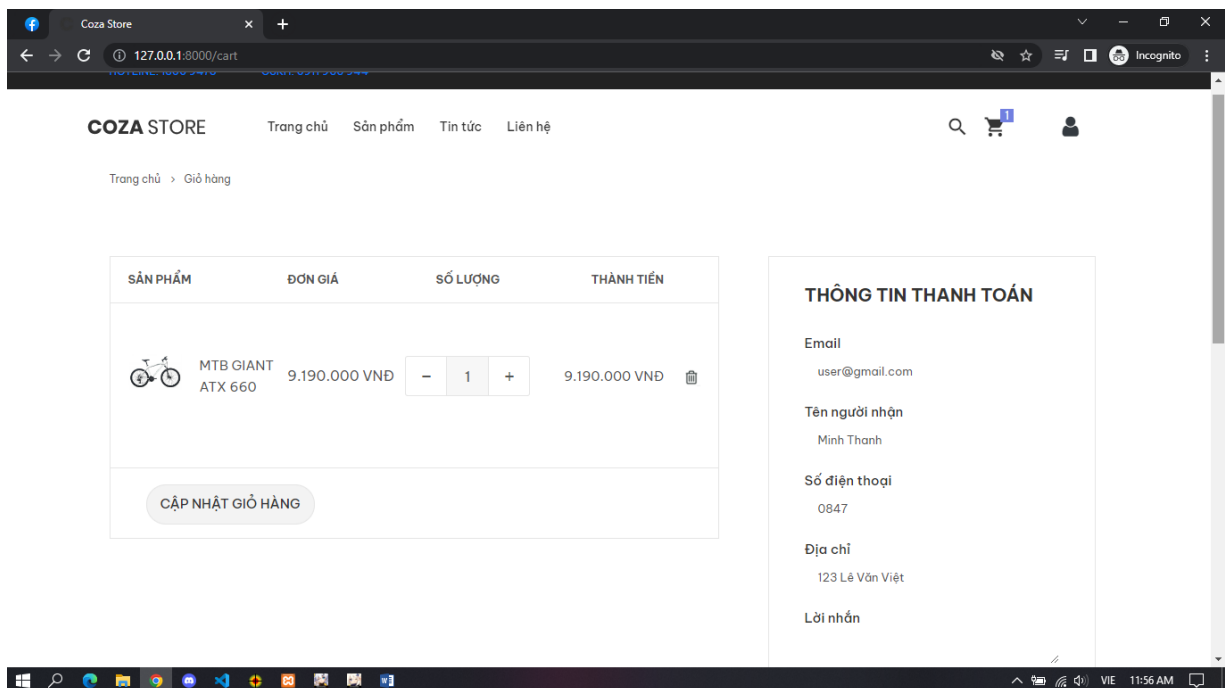 Coza Store
127.0.0.1:8000/cart
Incognito
COZA STORE
Trang chủ
Sản phẩm
Tin tức
Liên hệ
1
Trang chủ > Giỏ hàng
SẢN PHẨM
ĐƠN GIÁ
SỐ LƯỢNG
THÀNH TIỀN
MTB GIANT
ATX 660
9.190.000 VNĐ
− 1 +
9.190.000 VNĐ
CẬP NHẬT GIỎ HÀNG
THÔNG TIN THANH TOÁN
Email
user@gmail.com
Tên người nhận
Minh Thanh
Số điện thoại
0847
Địa chỉ
123 Lê Văn Việt
Lời nhắn
VIE
11:56 AM